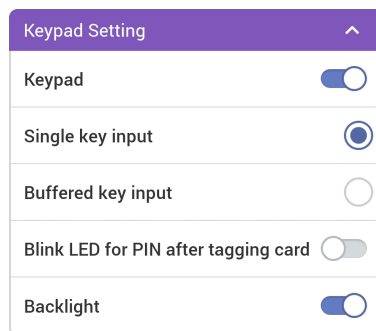 Keypad Setting
Keypad
Single key input
Buffered key input
Blink LED for PIN after tagging card
Backlight